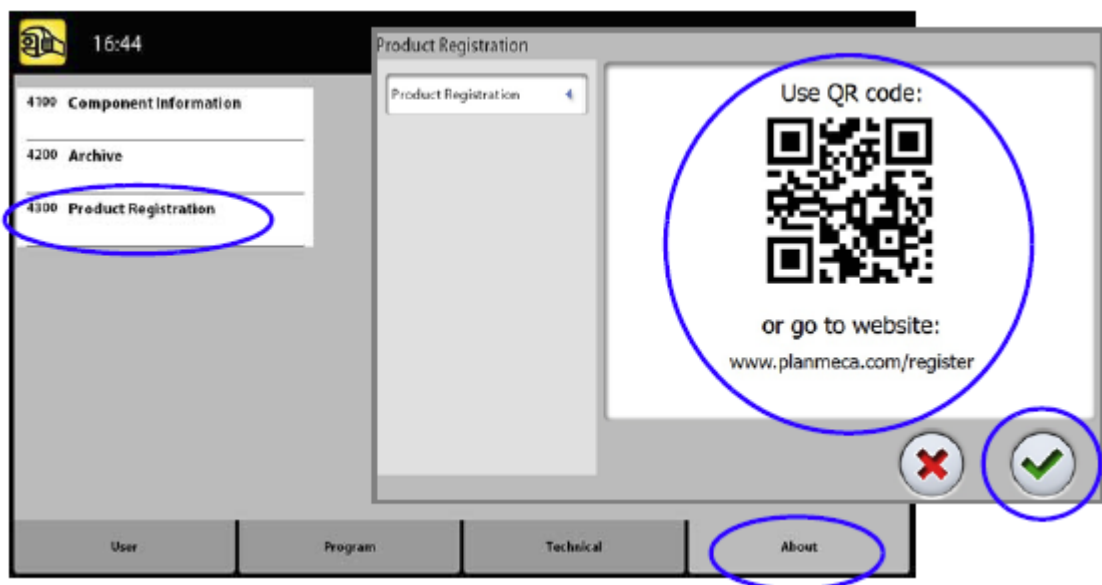 16:44
4100 Component Information
4200 Archive
4300 Product Registration
Product Registration
Product Registration
Use QR code:
or go to website:
www.planmeca.com/register
User
Program
Technical
About